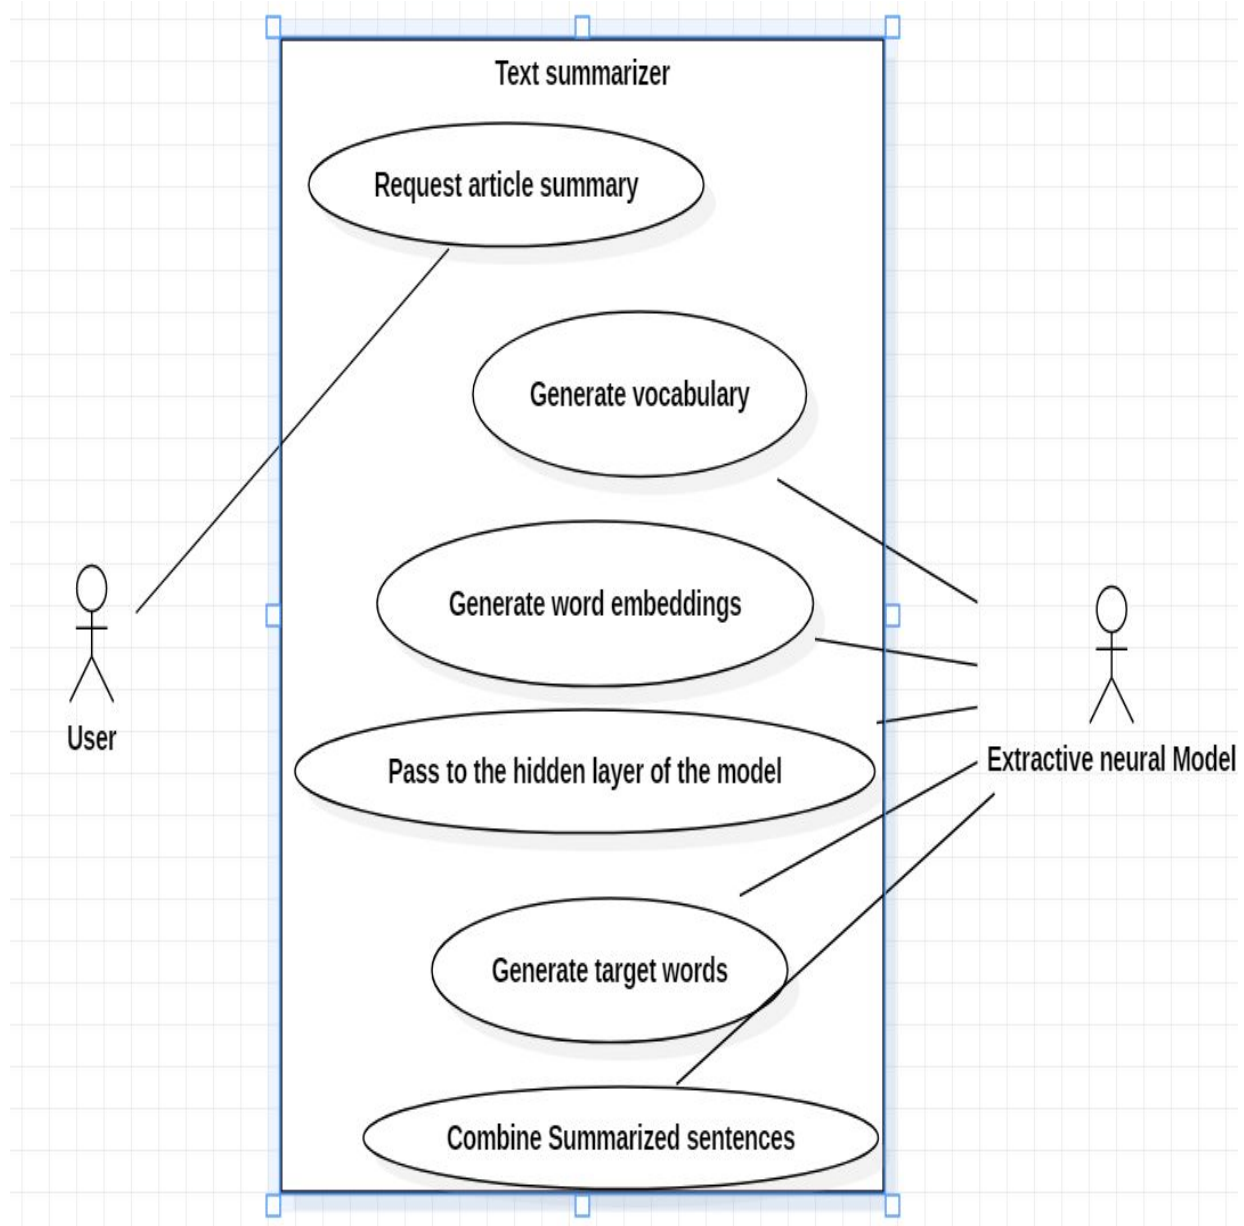 Text summarizer
Request article summary
Generate vocabulary
Generate word embeddings
User
Extractive neural Model
Pass to the hidden layer of the model
Generate target words
Combine Summarized sentences